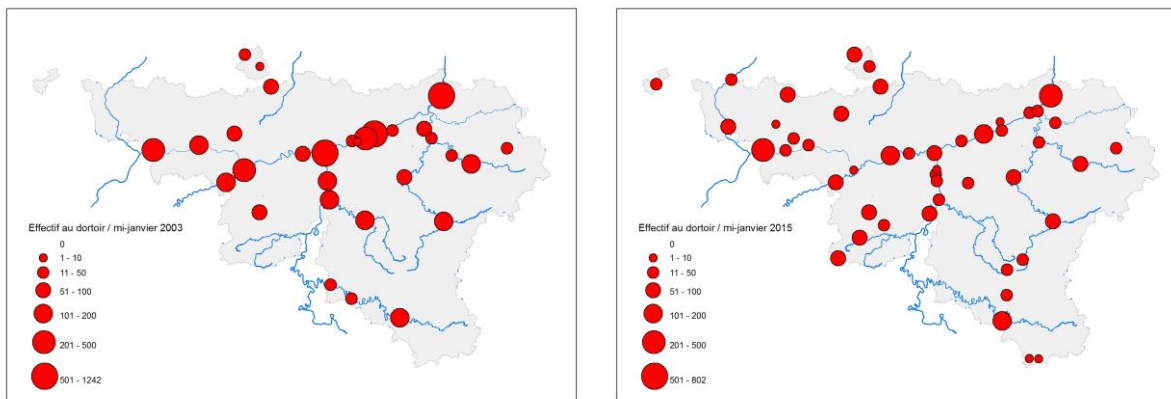 Effectif au dortoir / mi-janvier 2003
0
1 - 10
11 - 50
51 - 100
101 - 200
201 - 500
501 - 1242
Effectif au dortoir / mi-janvier 2015
0
1 - 10
11 - 50
51 - 100
101 - 200
201 - 500
501 - 802